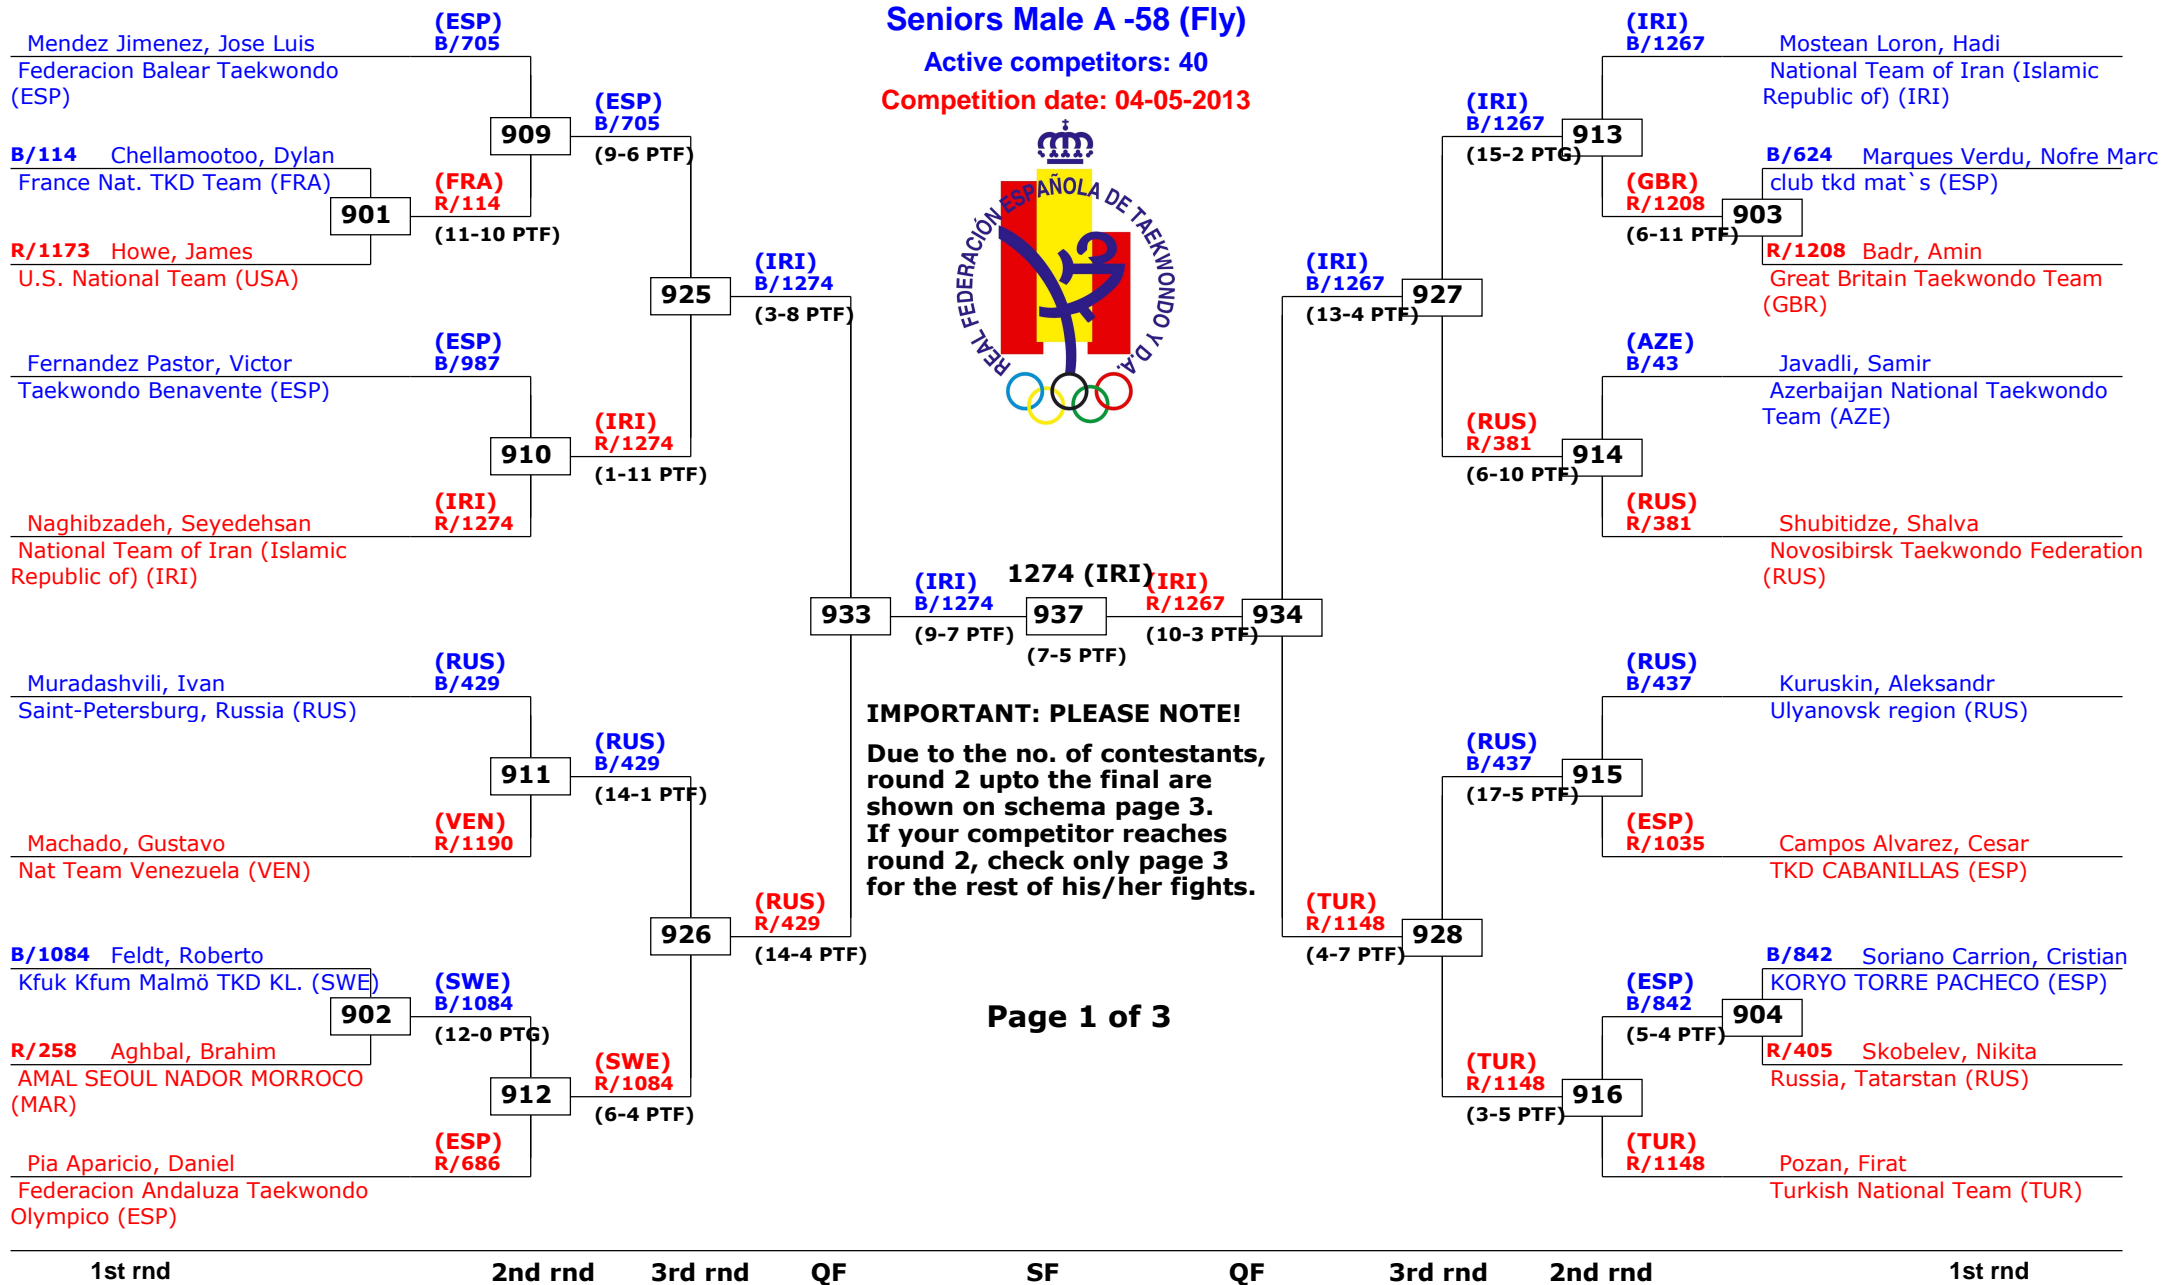 Seniors Male A -58 (Fly)
Active competitors: 40
Competition date: 04-05-2013
REAL FEDERACIÓN ESPAÑOLA DE TAEKWONDO Y D.A.
(ESP)
B/705
Mendez Jimenez, Jose Luis
Federacion Balear Taekwondo
(ESP)
B/114 Chellamootoo, Dylan
France Nat. TKD Team (FRA)
901
R/1173 Howe, James
U.S. National Team (USA)
(FRA)
R/114
(11-10 PTF)
909
(ESP)
B/705
(9-6 PTF)
(ESP)
B/987
Fernandez Pastor, Victor
Taekwondo Benavente (ESP)
910
(IRI)
R/1274
(1-11 PTF)
(IRI)
R/1274
Naghibzadeh, Seyedehsan
National Team of Iran (Islamic
Republic of) (IRI)
925
(IRI)
B/1274
(3-8 PTF)
(RUS)
B/429
Muradashvili, Ivan
Saint-Petersburg, Russia (RUS)
911
(RUS)
B/429
(14-1 PTF)
(VEN)
R/1190
Machado, Gustavo
Nat Team Venezuela (VEN)
926
(RUS)
R/429
(14-4 PTF)
B/1084 Feldt, Roberto
Kfuk Kfum Malmö TKD KL. (SWE)
902
(SWE)
B/1084
(12-0 PTG)
R/258 Aghbal, Brahim
AMAL SEOUL NADOR MORROCO
(MAR)
912
(SWE)
R/1084
(6-4 PTF)
(ESP)
R/686
Pia Aparicio, Daniel
Federacion Andaluza Taekwondo
Olympico (ESP)
933
(IRI)
B/1274
(9-7 PTF)
1274 (IRI)
937
(7-5 PTF)
(IRI)
R/1267
(10-3 PTF)
934
IMPORTANT: PLEASE NOTE!
Due to the no. of contestants,
round 2 upto the final are
shown on schema page 3.
If your competitor reaches
round 2, check only page 3
for the rest of his/her fights.
Page 1 of 3
(IRI)
B/1267
Mostean Loron, Hadi
National Team of Iran (Islamic
Republic of) (IRI)
(IRI)
B/1267
(15-2 PTG)
913
B/624 Marques Verdu, Nofre Marc
club tkd mat`s (ESP)
(GBR)
R/1208
(6-11 PTF)
903
R/1208 Badr, Amin
Great Britain Taekwondo Team
(GBR)
(IRI)
B/1267
(13-4 PTF)
927
(AZE)
B/43
Javadli, Samir
Azerbaijan National Taekwondo
Team (AZE)
(RUS)
R/381
(6-10 PTF)
914
(RUS)
R/381
Shubitidze, Shalva
Novosibirsk Taekwondo Federation
(RUS)
(RUS)
B/437
Kuruskin, Aleksandr
Ulyanovsk region (RUS)
(RUS)
B/437
(17-5 PTF)
915
(ESP)
R/1035
Campos Alvarez, Cesar
TKD CABANILLAS (ESP)
(TUR)
R/1148
(4-7 PTF)
928
B/842 Soriano Carrion, Cristian
KORYO TORRE PACHECO (ESP)
(ESP)
B/842
(5-4 PTF)
904
R/405 Skobelev, Nikita
Russia, Tatarstan (RUS)
(TUR)
R/1148
(3-5 PTF)
916
(TUR)
R/1148
Pozan, Firat
Turkish National Team (TUR)
1st rnd 2nd rnd 3rd rnd QF SF QF 3rd rnd 2nd rnd 1st rnd